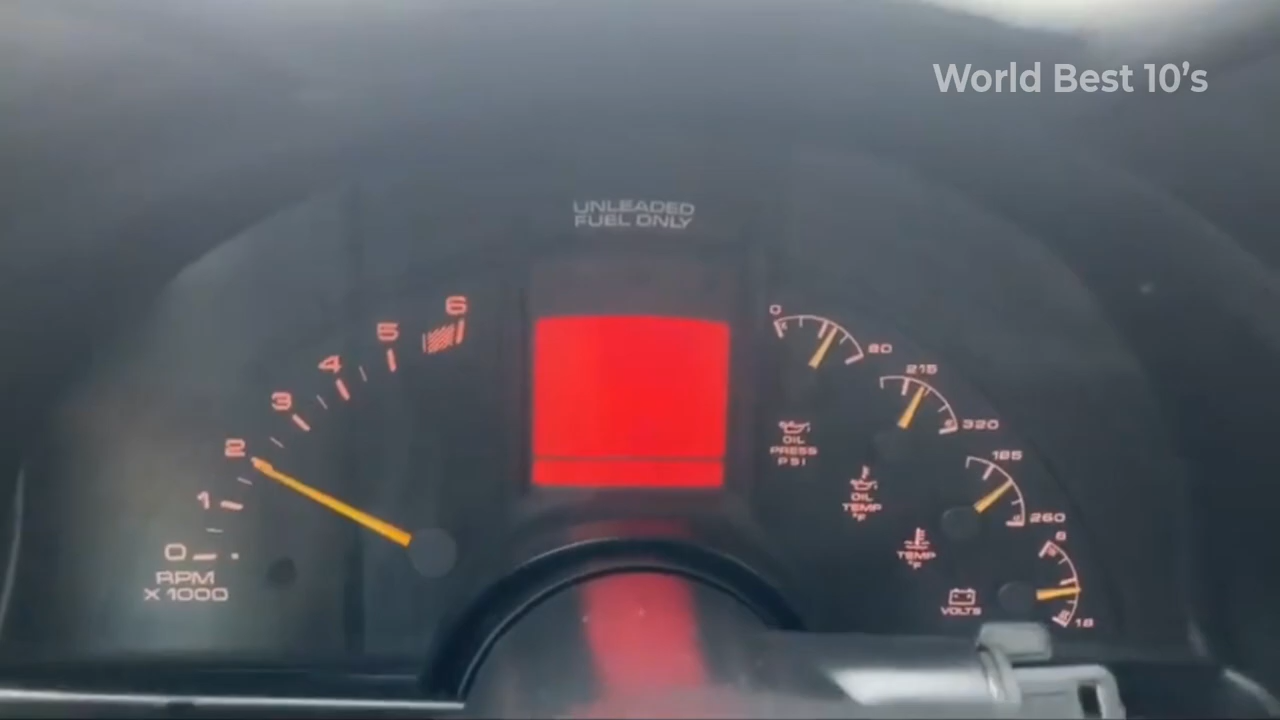 World Best 10's
UNLEADED
FUEL ONLY
6
5
4
3
2
1
0
RPM
X 1000
0
80
OIL
PRESS
PSI
215
320
OIL
TEMP
°F
185
260
TEMP
°F
8
18
VOLTS